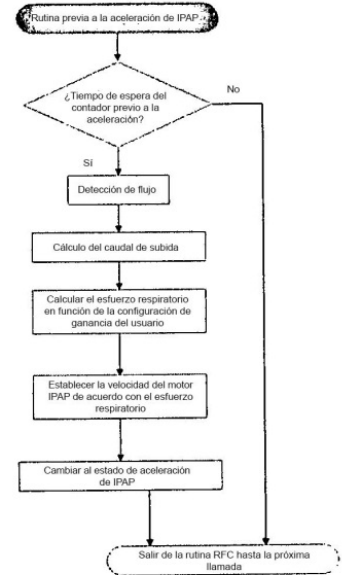 Rutina previa a la aceleración de IPAP
¿Tiempo de espera del
contador previo a la
aceleración?
No
Sí
Detección de flujo
Cálculo del caudal de subida
Calcular el esfuerzo respiratorio
en función de la configuración de
ganancia del usuario
Establecer la velocidad del motor
IPAP de acuerdo con el esfuerzo
respiratorio
Cambiar al estado de aceleración
de IPAP
Salir de la rutina RFC hasta la próxima
llamada